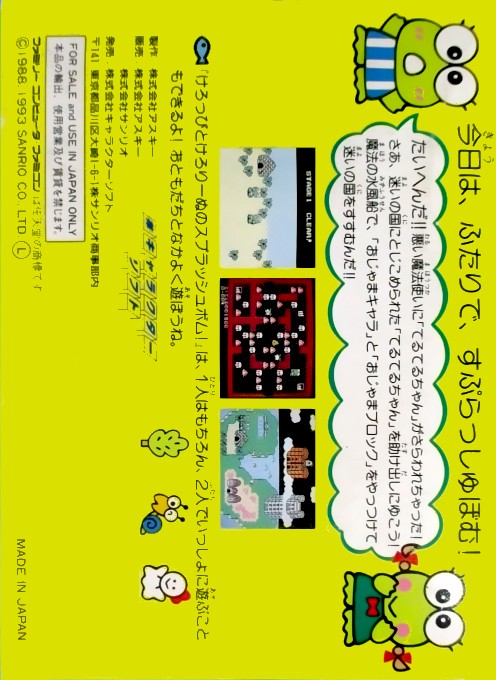 今日は、ふたりで、すぷらっしゅぼむ!
たいへんだ!! 悪い魔法使いに「てるてるちゃん」がさらわれちゃった!
さあ、迷いの国にとじこめられた「てるてるちゃん」を助け出しにゆこう!
魔法の水風船で、「おじゃまキャラ」と「おじゃまブロック」をやっつけて
迷いの国をすすむんだ!!
STAGE1 CLEAR!
「けろっぴとけろりーぬのスプラッシュボム!」は、1人はもちろん、2人でいっしょに遊ぶこと
もできるよ! おともだちとなかよく遊ぼうね。
製作 株式会社アスキー
販売 株式会社アスキー
発売 株式会社キャラクターソフト
〒141 東京都品川区大崎1-6-1株サンリオ商事部内
キャラクター
ソフト
FOR SALE and USE IN JAPAN ONLY
本品の輸出、使用営業及び賃貸を禁じます。
ファミリーコンピュータ ファミコンは任天堂の商標です
©1988, 1993 SANRIO CO., LTD. Ⓛ
MADE IN JAPAN